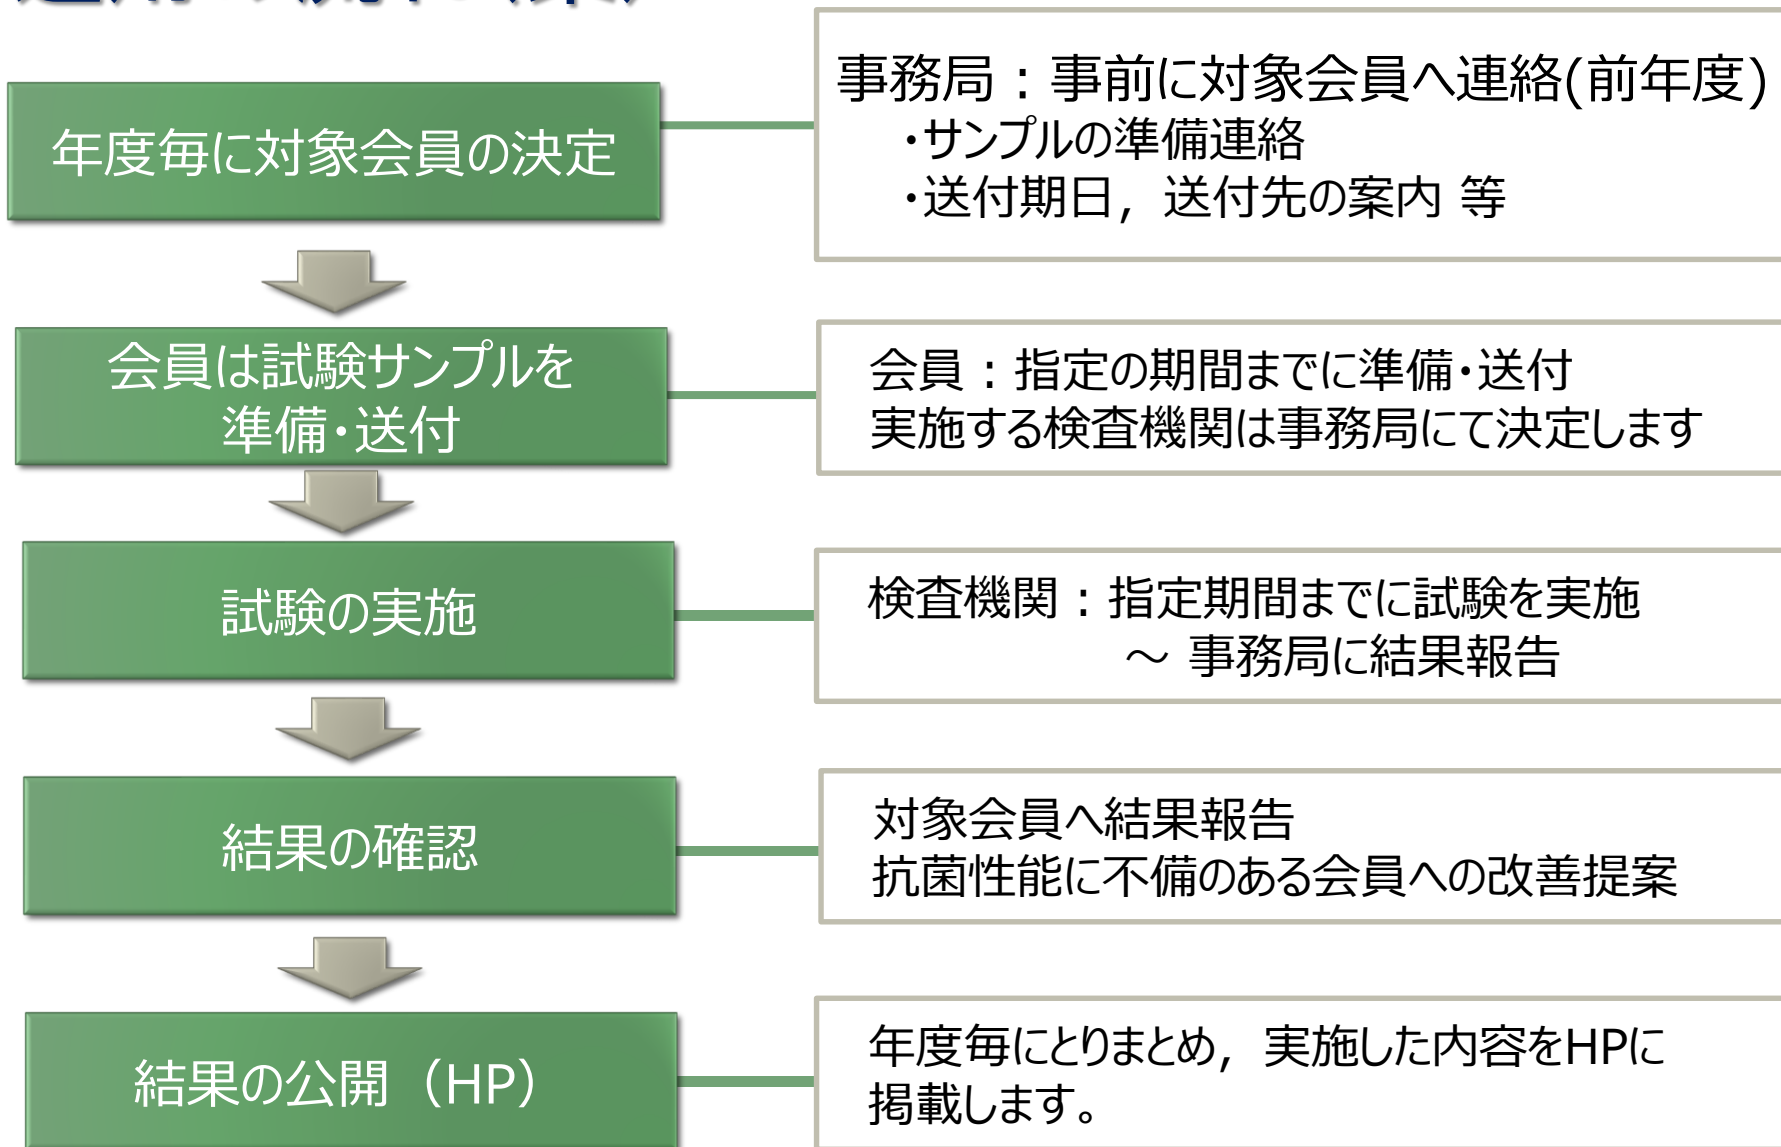 年度毎に対象会員の決定
事務局：事前に対象会員へ連絡(前年度)
・サンプルの準備連絡
・送付期日，送付先の案内 等
会員は試験サンプルを
準備・送付
会員：指定の期間までに準備・送付
実施する検査機関は事務局にて決定します
試験の実施
検査機関：指定期間までに試験を実施
～ 事務局に結果報告
結果の確認
対象会員へ結果報告
抗菌性能に不備のある会員への改善提案
結果の公開（HP）
年度毎にとりまとめ，実施した内容をHPに
掲載します。